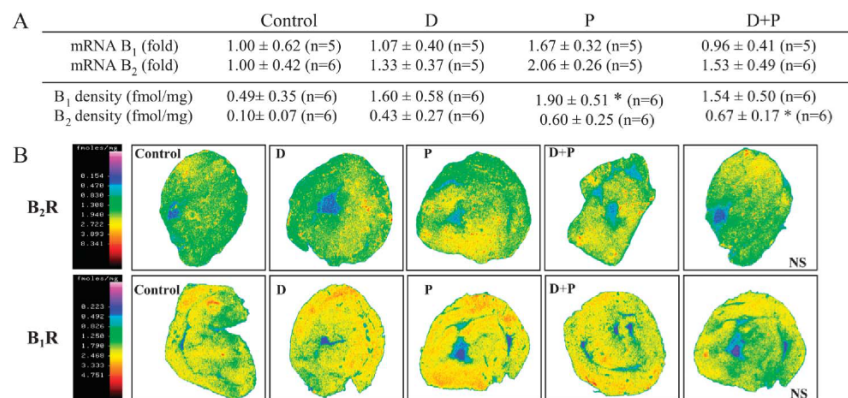 A
Control D P D+P
mRNA B₁ (fold) 1.00 ± 0.62 (n=5) 1.07 ± 0.40 (n=5) 1.67 ± 0.32 (n=5) 0.96 ± 0.41 (n=5)
mRNA B₂ (fold) 1.00 ± 0.42 (n=6) 1.33 ± 0.37 (n=5) 2.06 ± 0.26 (n=5) 1.53 ± 0.49 (n=6)
B₁ density (fmol/mg) 0.49± 0.35 (n=6) 1.60 ± 0.58 (n=6) 1.90 ± 0.51 * (n=6) 1.54 ± 0.50 (n=6)
B₂ density (fmol/mg) 0.10± 0.07 (n=6) 0.43 ± 0.27 (n=6) 0.60 ± 0.25 (n=6) 0.67 ± 0.17 * (n=6)
B
B₂R
fmoles/mg
0.154
0.470
0.830
1.308
1.940
2.722
3.893
8.341
Control D P D+P NS
B₁R
fmoles/mg
0.223
0.492
0.826
1.250
1.790
2.468
3.333
4.751
Control D P D+P NS